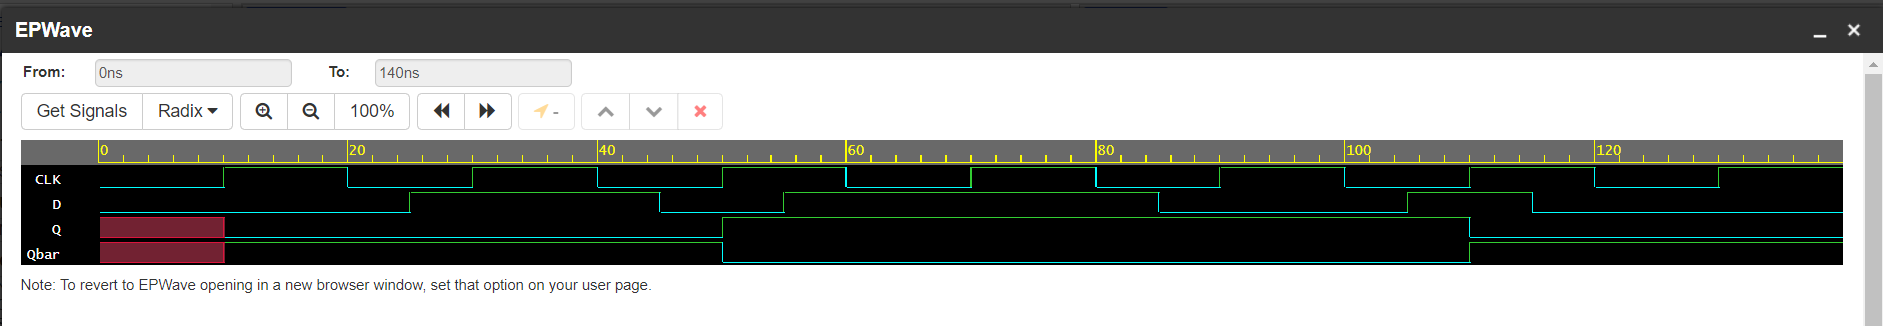 EPWave
From: 0ns To: 140ns
Get Signals Radix 100% -
0 20 40 60 80 100 120
CLK
D
Q
Qbar
Note: To revert to EPWave opening in a new browser window, set that option on your user page.